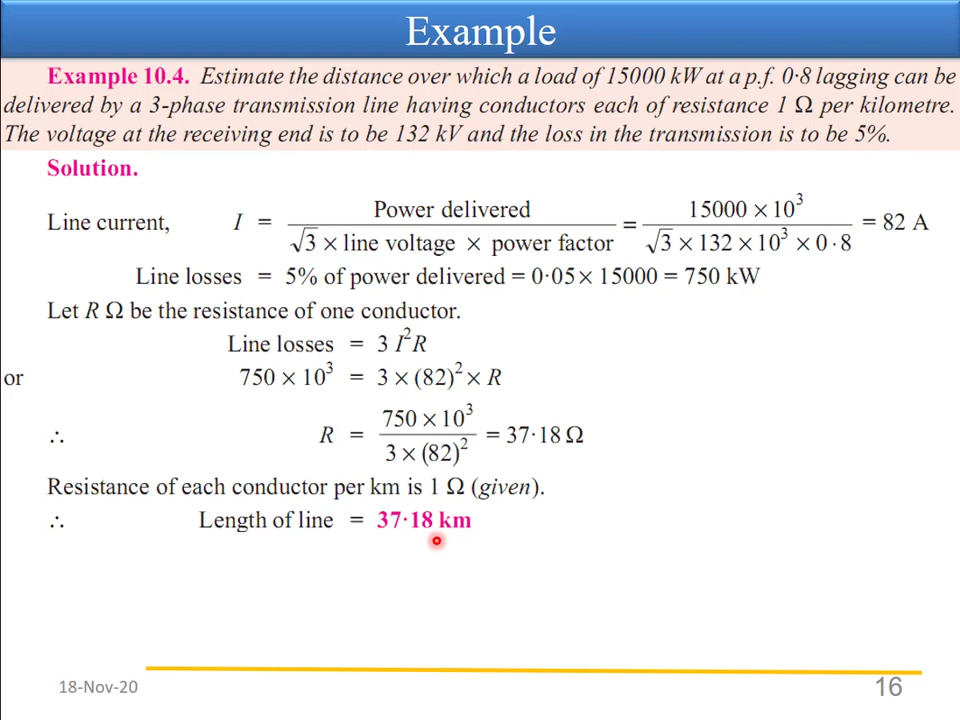 Example
Example 10.4. Estimate the distance over which a load of 15000 kW at a p.f. 0·8 lagging can be
delivered by a 3-phase transmission line having conductors each of resistance 1 Ω per kilometre.
The voltage at the receiving end is to be 132 kV and the loss in the transmission is to be 5%.
Solution.
Line current, I = Power delivered / √3 × line voltage × power factor = 15000 × 10³ / √3 × 132 × 10³ × 0·8 = 82 A
Line losses = 5% of power delivered = 0·05 × 15000 = 750 kW
Let R Ω be the resistance of one conductor.
Line losses = 3 I²R
or 750 × 10³ = 3 × (82)² × R
∴ R = 750 × 10³ / 3 × (82)² = 37·18 Ω
Resistance of each conductor per km is 1 Ω (given).
∴ Length of line = 37·18 km
18-Nov-20
16